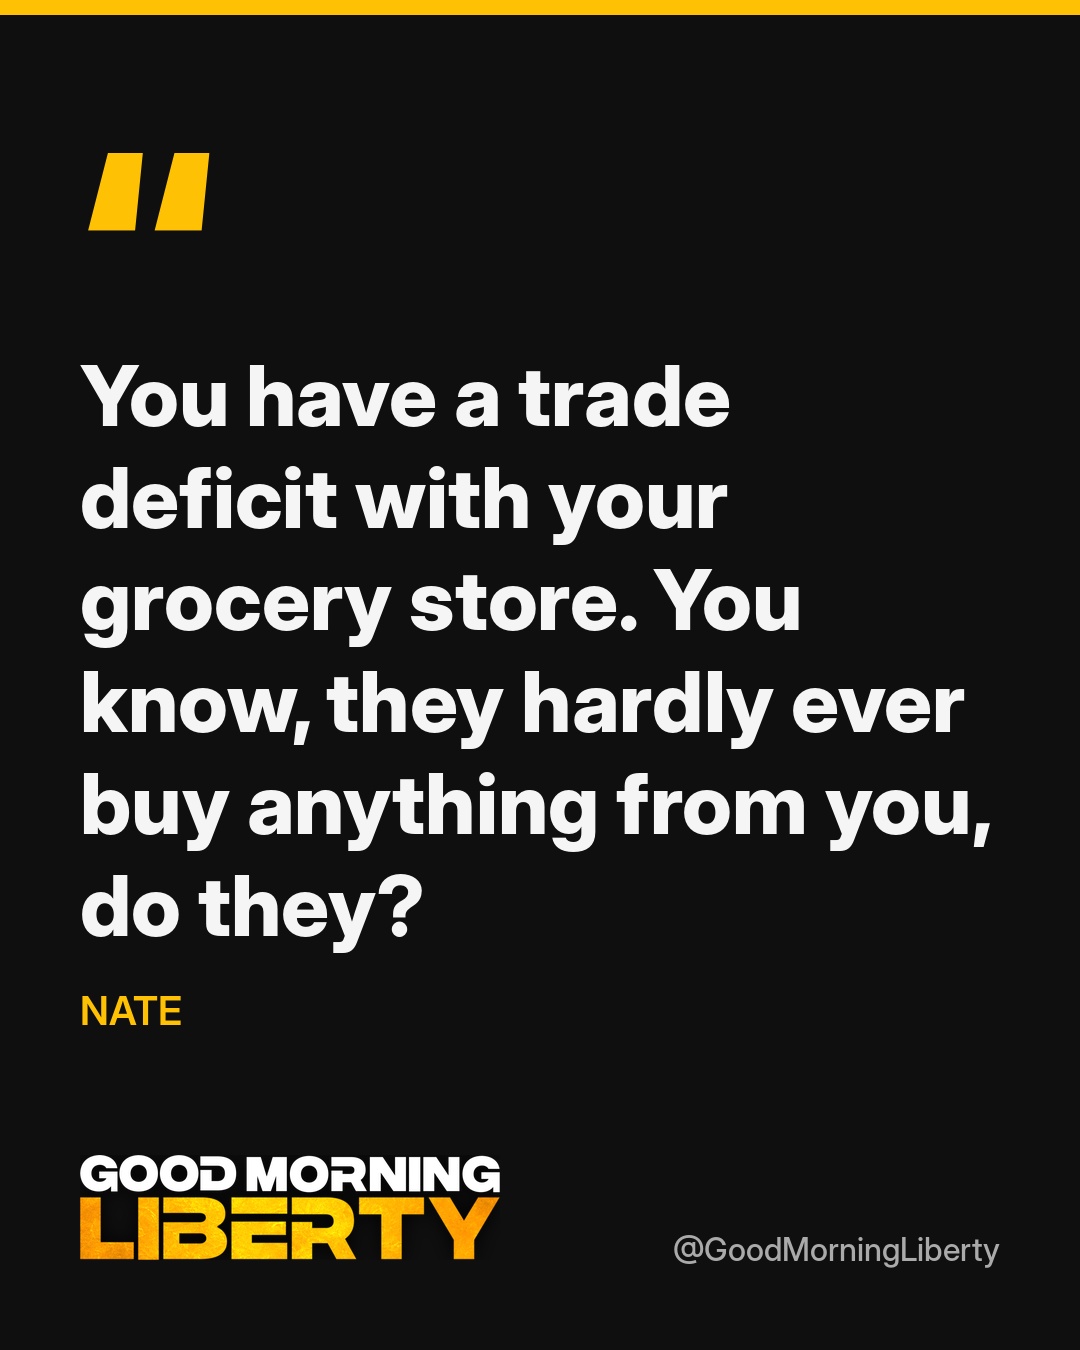 "
You have a trade
deficit with your
grocery store. You
know, they hardly ever
buy anything from you,
do they?
NATE
GOOD MORNING
LIBERTY
@GoodMorningLiberty